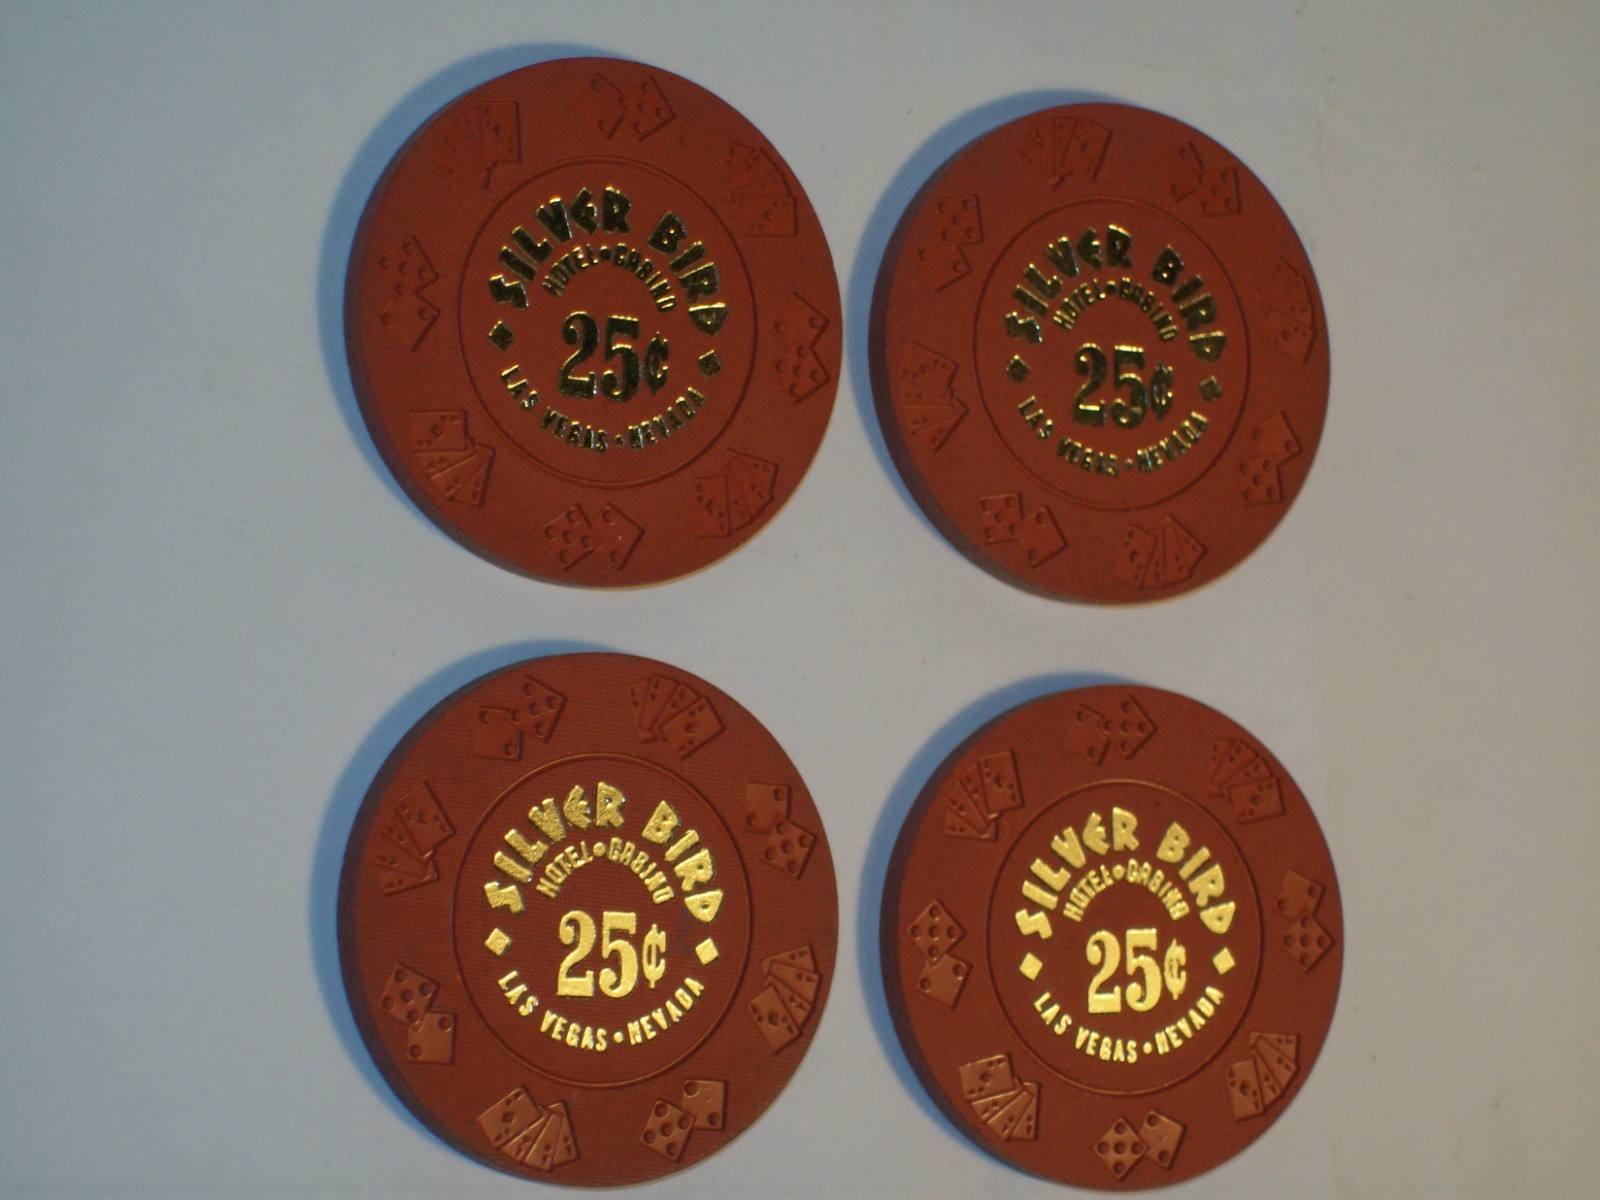 SILVER BIRD
HOTEL • CASINO
25¢
LAS VEGAS • NEVADA
SILVER BIRD
HOTEL • CASINO
25¢
LAS VEGAS • NEVADA
SILVER BIRD
HOTEL • CASINO
25¢
LAS VEGAS • NEVADA
SILVER BIRD
HOTEL • CASINO
25¢
LAS VEGAS • NEVADA